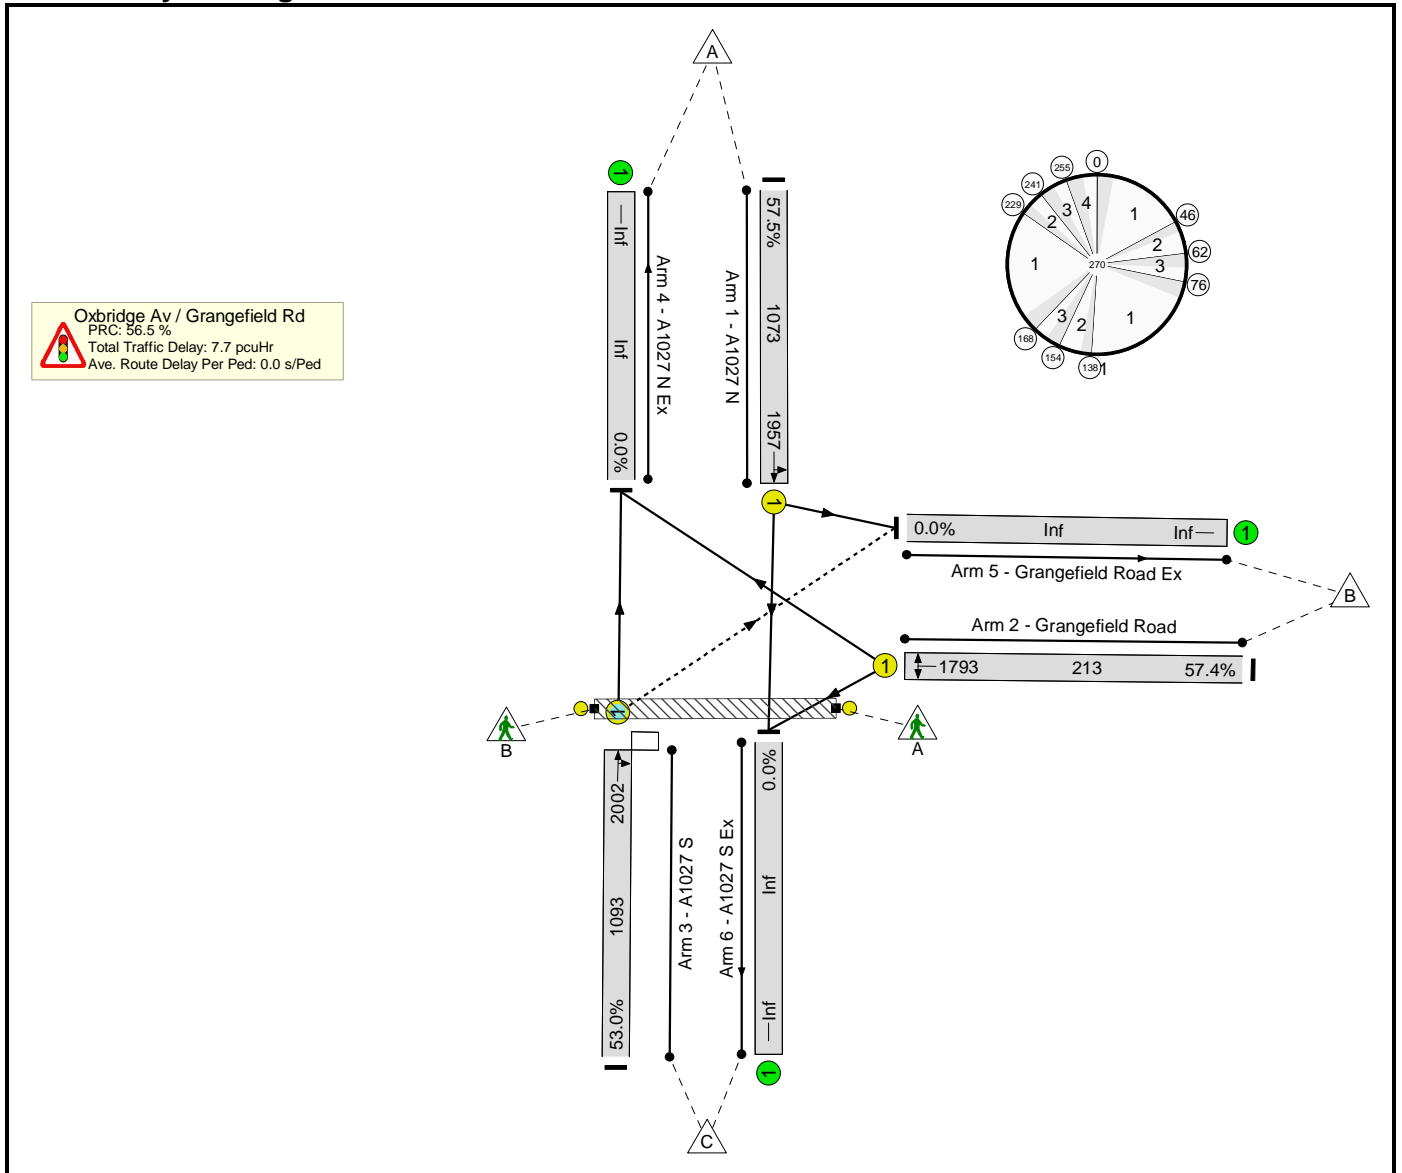 A
Oxbridge Av / Grangefield Rd
PRC: 56.5 %
Total Traffic Delay: 7.7 pcuHr
Ave. Route Delay Per Ped: 0.0 s/Ped
1
Inf
Inf
0.0%
Arm 4 - A1027 N Ex
Arm 1 - A1027 N
57.5%
1073
1957
1
0
46
62
76
138
154
168
229
241
255
270
1
2
3
1
2
3
1
2
3
4
1
0.0% Inf Inf
1
Arm 5 - Grangefield Road Ex
B
Arm 2 - Grangefield Road
1
1793 213 57.4%
1
B
A
2002
1093
53.0%
Arm 3 - A1027 S
Arm 6 - A1027 S Ex
0.0%
Inf
Inf
1
C